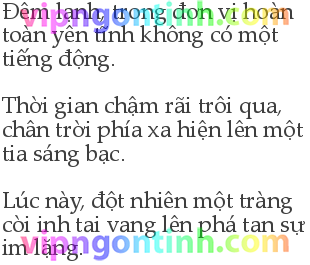 Đêm lạnh, trong đơn vị hoàn
toàn yên tĩnh không có một
tiếng động.
Thời gian chậm rãi trôi qua,
chân trời phía xa hiện lên một
tia sáng bạc.
Lúc này, đột nhiên một tràng
còi inh tai vang lên phá tan sự
im lặng.
vipngontinh.com
vipngontinh.com